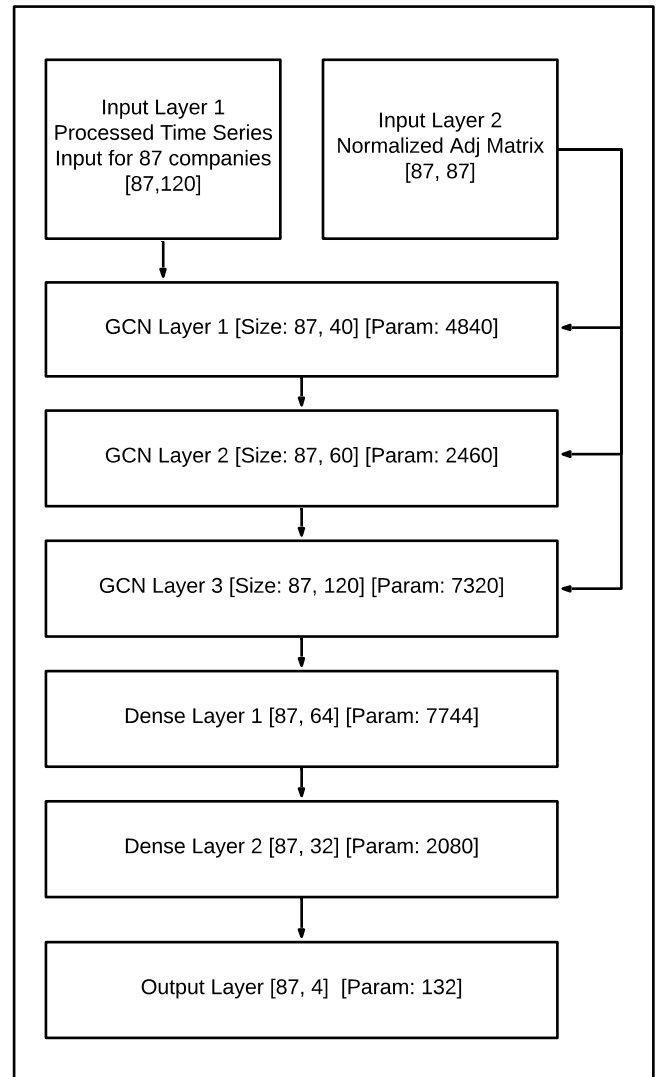 Input Layer 1
Processed Time Series
Input for 87 companies
[87,120]
Input Layer 2
Normalized Adj Matrix
[87, 87]
GCN Layer 1 [Size: 87, 40] [Param: 4840]
GCN Layer 2 [Size: 87, 60] [Param: 2460]
GCN Layer 3 [Size: 87, 120] [Param: 7320]
Dense Layer 1 [87, 64] [Param: 7744]
Dense Layer 2 [87, 32] [Param: 2080]
Output Layer [87, 4]  [Param: 132]